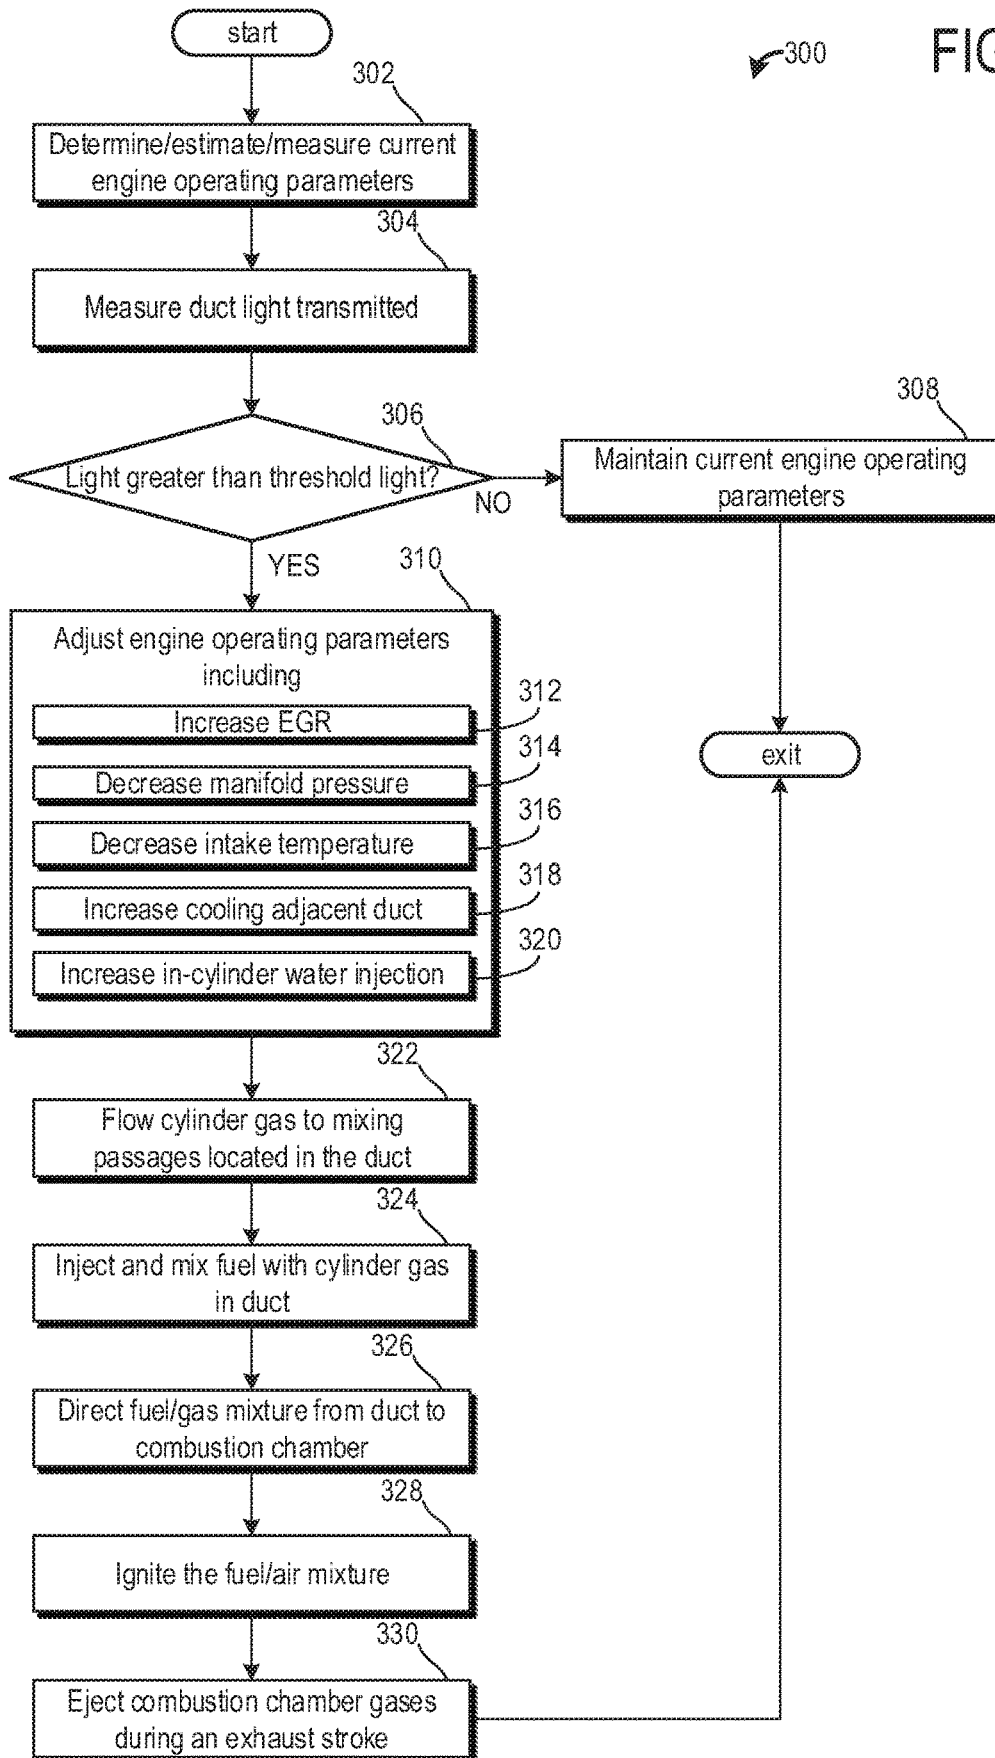 start
300
FIG
302
Determine/estimate/measure current
engine operating parameters
304
Measure duct light transmitted
306
Light greater than threshold light?
NO
308
Maintain current engine operating
parameters
YES
310
Adjust engine operating parameters
including
312
Increase EGR
314
Decrease manifold pressure
316
Decrease intake temperature
318
Increase cooling adjacent duct
320
Increase in-cylinder water injection
exit
322
Flow cylinder gas to mixing
passages located in the duct
324
Inject and mix fuel with cylinder gas
in duct
326
Direct fuel/gas mixture from duct to
combustion chamber
328
Ignite the fuel/air mixture
330
Eject combustion chamber gases
during an exhaust stroke